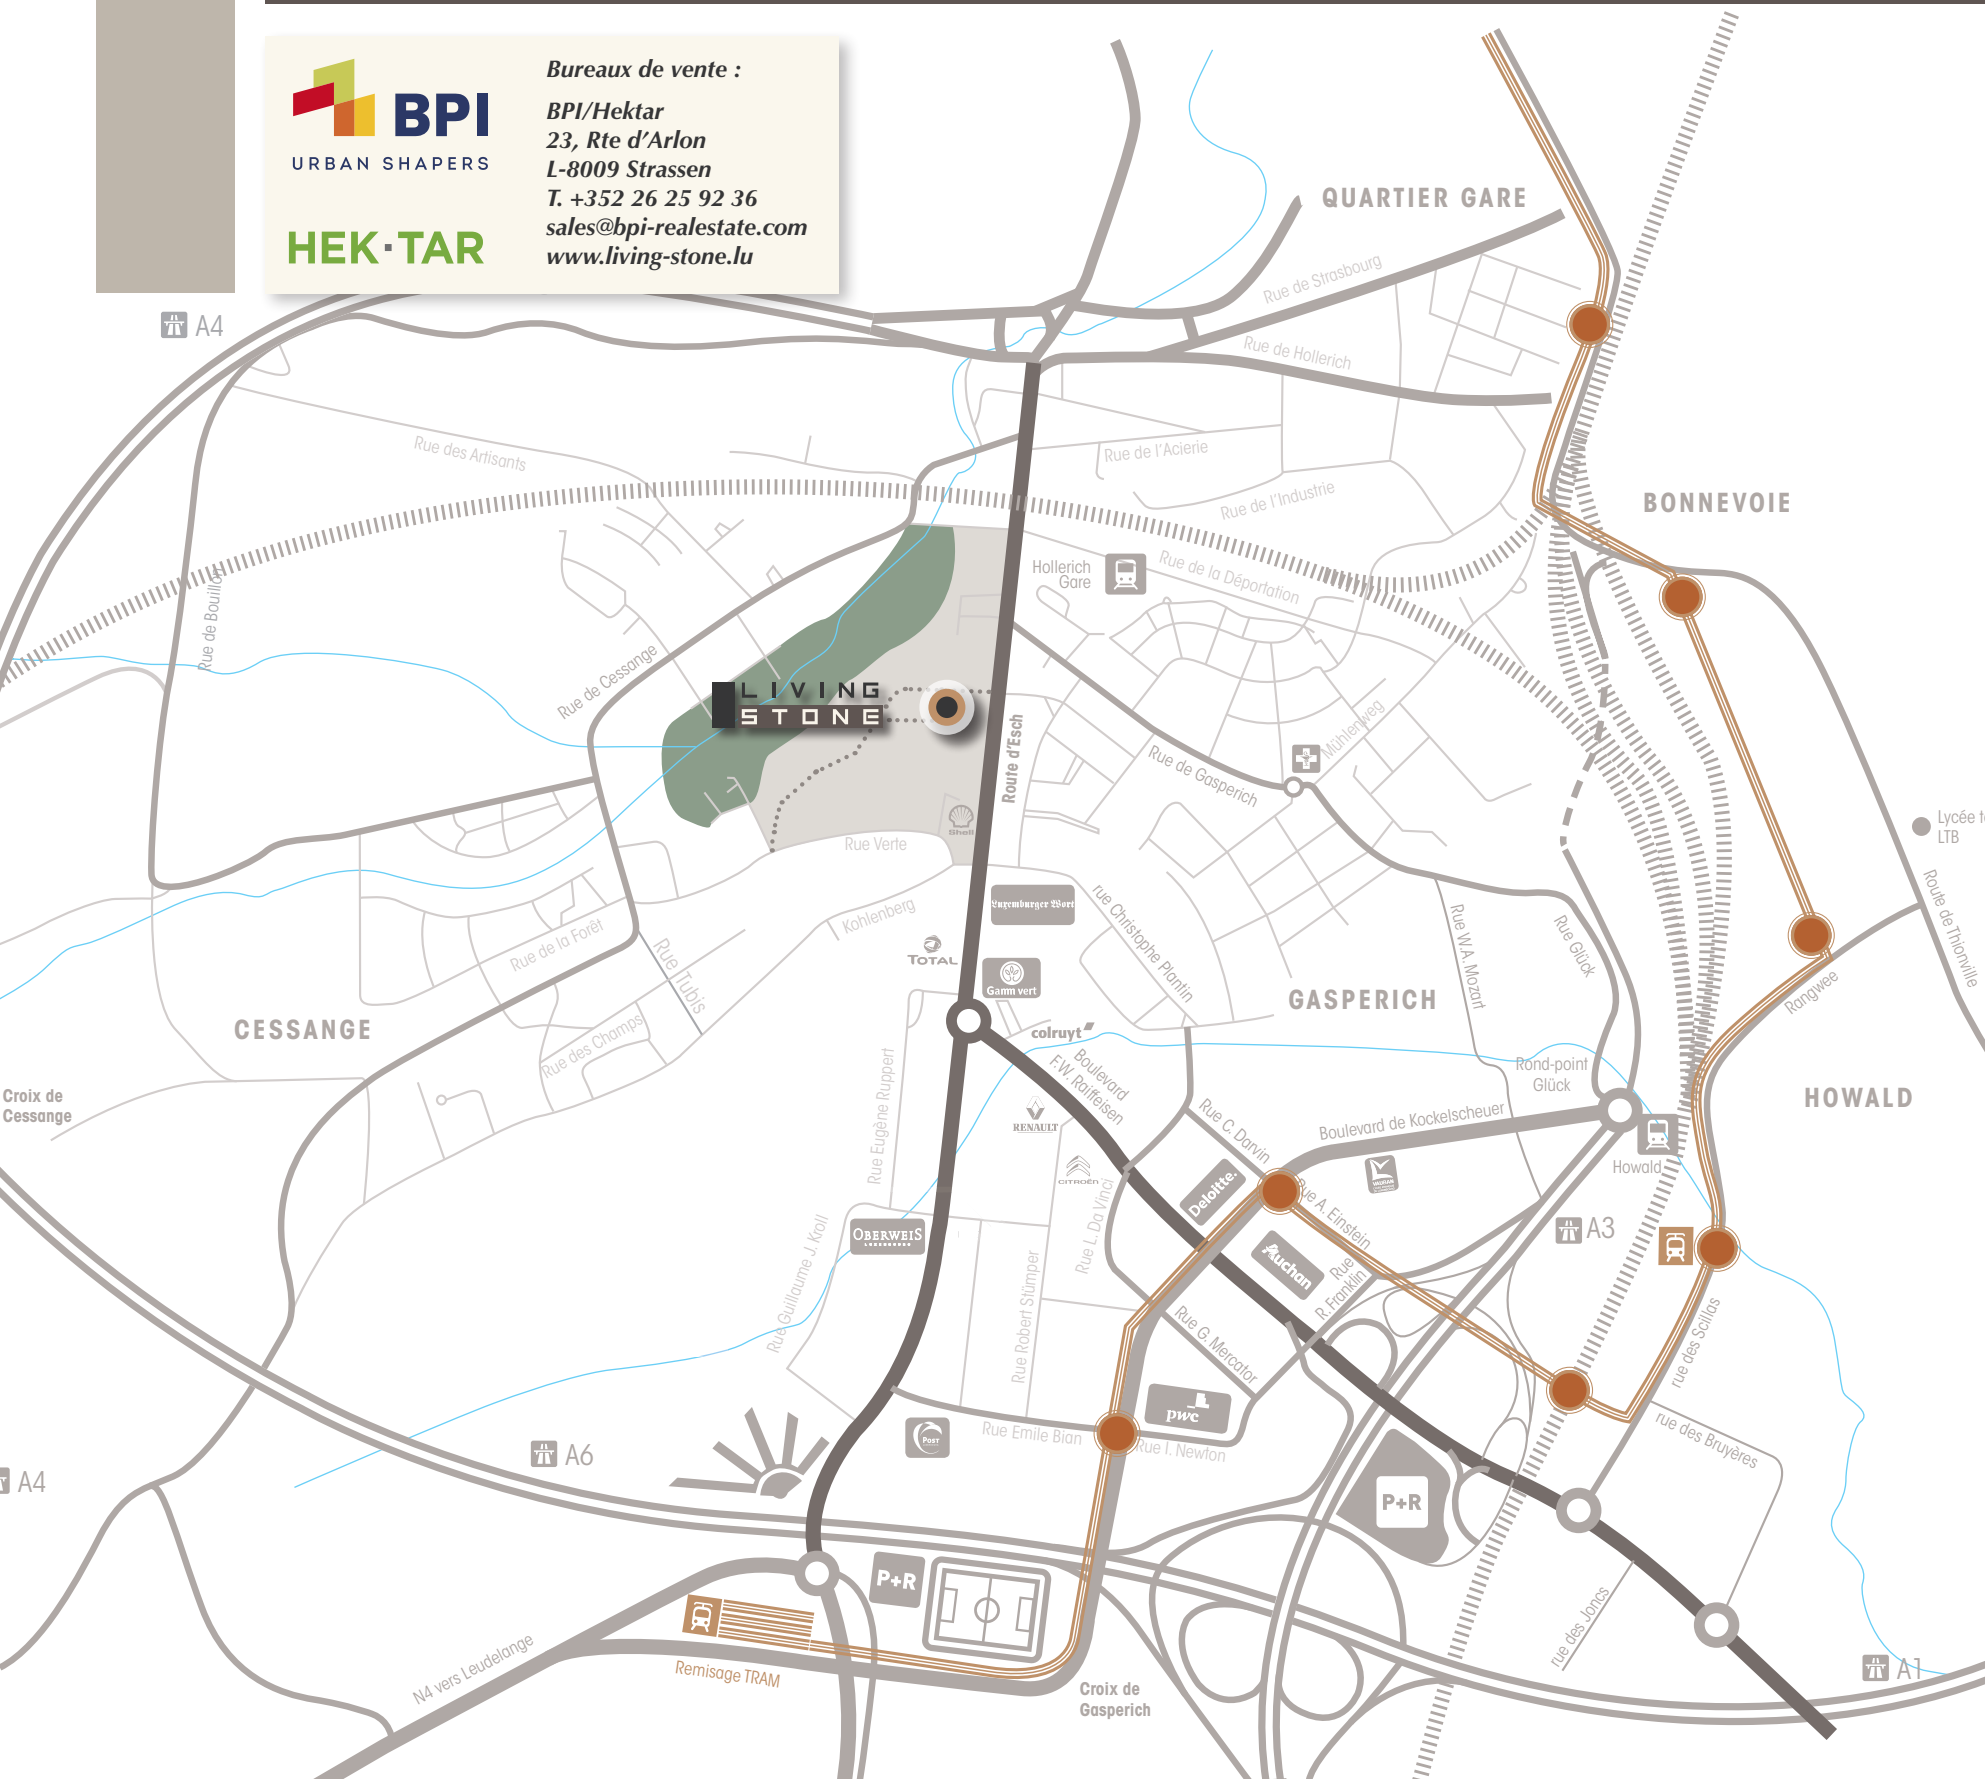 BPI
URBAN SHAPERS
HEK·TAR
Bureaux de vente :
BPI/Hektar
23, Rte d'Arlon
L-8009 Strassen
T. +352 26 25 92 36
sales@bpi-realestate.com
www.living-stone.lu
QUARTIER GARE
Rue de Strasbourg
A4
Rue de Hollerich
Rue des Artisants
Rue de l'Acierie
Rue de l'Industrie
BONNEVOIE
Hollerich
Gare
Rue de la Déportation
Rue de Bouillon
Rue de Cessange
LIVING
STONE
Route d'Esch
Mühlenweg
Rue de Gasperich
Shell
Rue Verte
Lycée t
LTB
Route de Thionville
Luxemburger Wort
rue Christophe Plantin
Rue W.A. Mozart
Rue Glück
Kohlenberg
Rue de la Forêt
Rue Tubis
TOTAL
Gamm vert
GASPERICH
Rangwee
CESSANGE
Rue des Champs
colruyt
Boulevard
F.W. Raiffeisen
Rond-point
Glück
HOWALD
Croix de
Cessange
Rue Eugène Ruppert
RENAULT
Rue C. Darvin
Boulevard de Kockelscheuer
Howald
CITROËN
VAUBAN
Deloitte.
Rue L. Da Vinci
Rue A. Einstein
A3
OBERWEIS
LUXEMBOURG
Rue Guillaume J. Kroll
Auchan
Rue
R. Franklin
Rue Robert Stümper
Rue G. Mercator
rue des Scillas
pwc
Rue Emile Bian
Rue I. Newton
POST
rue des Bruyères
A6
A4
P+R
P+R
rue des Joncs
N4 vers Leudelange
Remisage TRAM
Croix de
Gasperich
A1